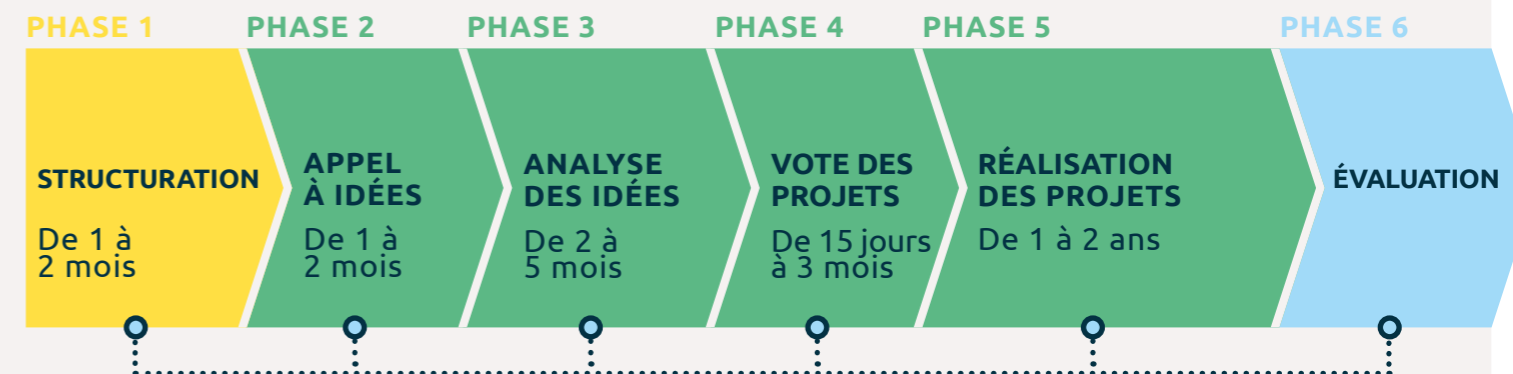 PHASE 1
PHASE 2
PHASE 3
PHASE 4
PHASE 5
PHASE 6
STRUCTURATION
De 1 à
2 mois
APPEL
À IDÉES
De 1 à
2 mois
ANALYSE
DES IDÉES
De 2 à
5 mois
VOTE DES
PROJETS
De 15 jours
à 3 mois
RÉALISATION
DES PROJETS
De 1 à 2 ans
ÉVALUATION